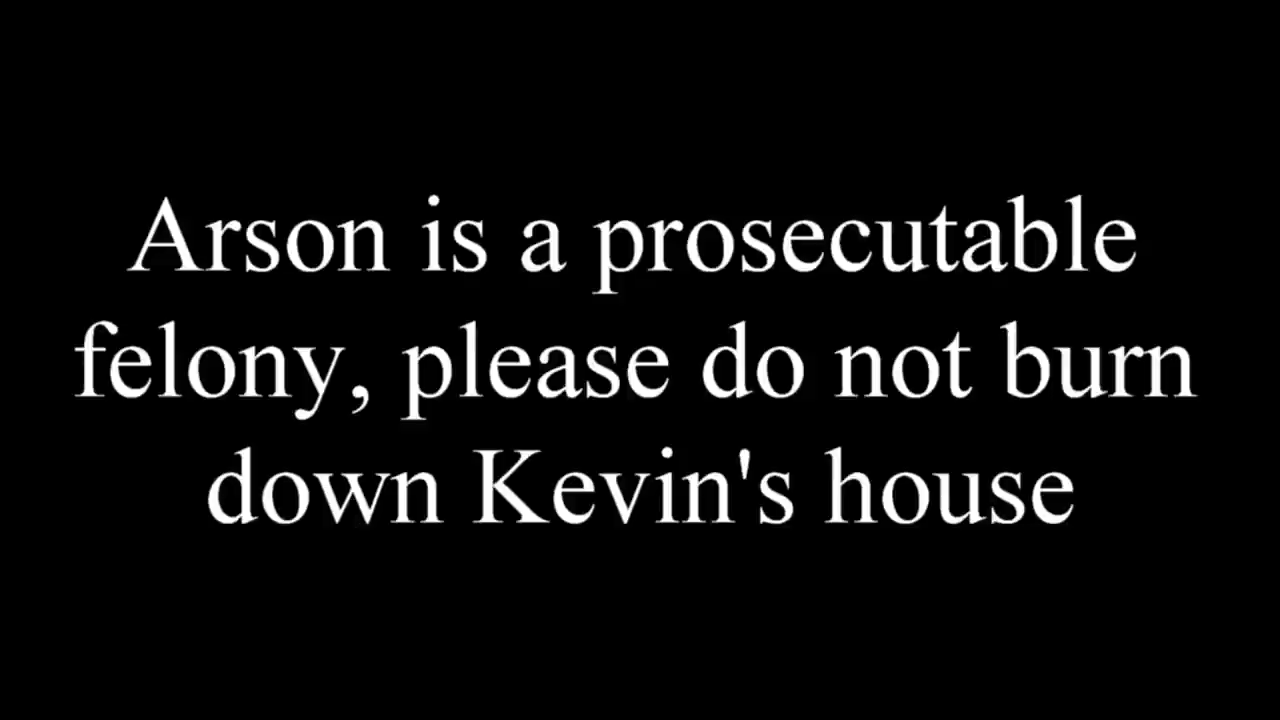 Arson is a prosecutable
felony, please do not burn
down Kevin's house